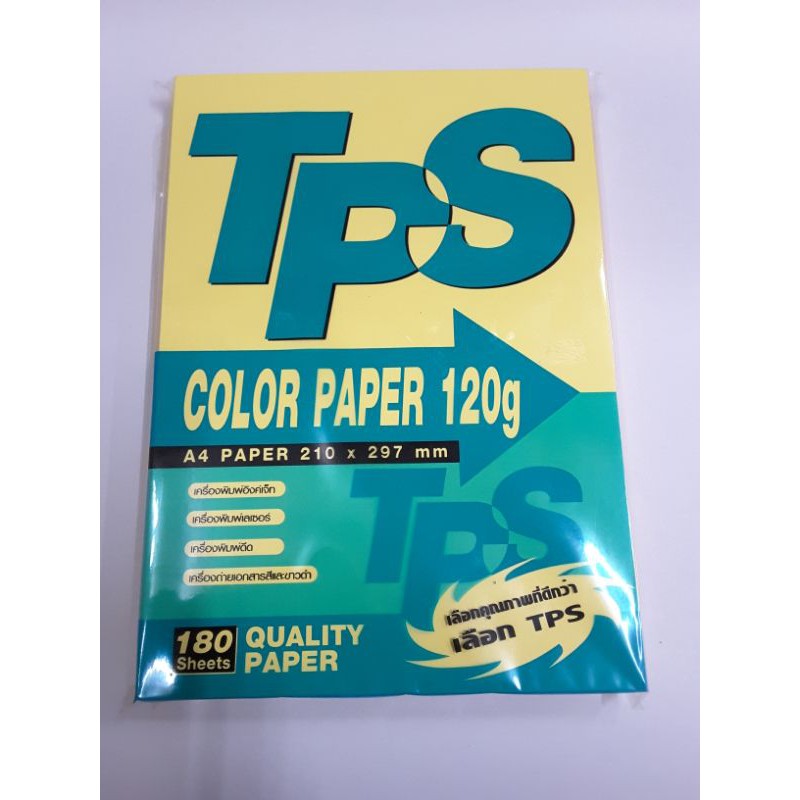 TPS
COLOR PAPER 120g
A4 PAPER 210 x 297 mm
เครื่องพิมพ์อิงค์เจ็ท
เครื่องพิมพ์เลเซอร์
เครื่องพิมพ์ดีด
เครื่องถ่ายเอกสารสีและขาวดำ
TPS
เลือกคุณภาพที่ดีกว่า
เลือก TPS
180 Sheets
QUALITY
PAPER